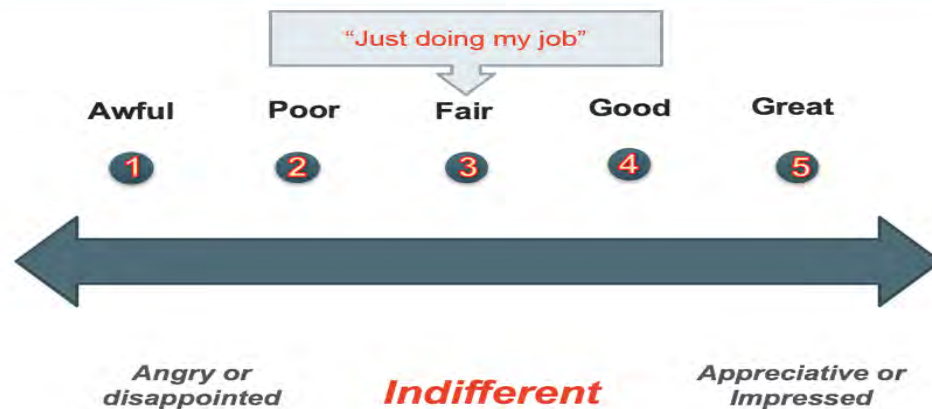 “Just doing my job”
Awful Poor Fair Good Great
1 2 3 4 5
Angry or
disappointed
Indifferent
Appreciative or
Impressed